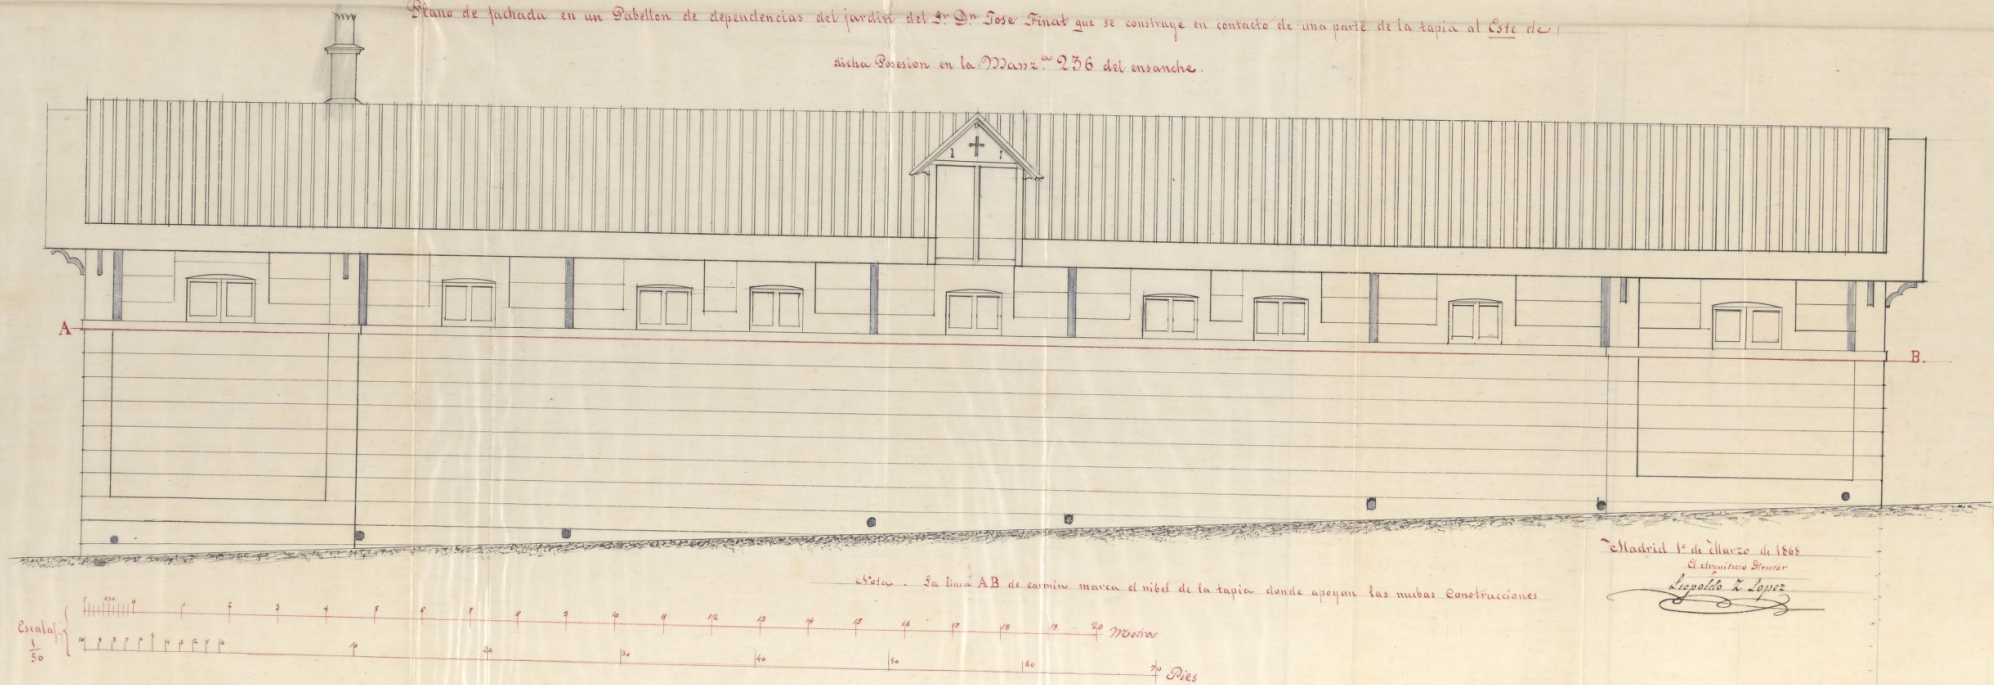 Plano de fachada en un Pabellon de dependencias del jardin del Sr. Dn. Jose Finat que se construye en contacto de una parte de la tapia al Este de
dicha Posesion en la Manz.na 236 del ensanche.
A
B.
Madrid 1º de Marzo de 1868
El Arquitecto Director
Leopoldo Z Lopez
Nota. La linea AB de carmin marca el nibel de la tapia donde apoyan las nuebas Construcciones
Escala 1/50
0 1 2 3 4 5 6 7 8 9 10 11 12 13 14 15 16 17 18 19 20 Metros
10 0 10 20 30 40 50 60 70 Pies